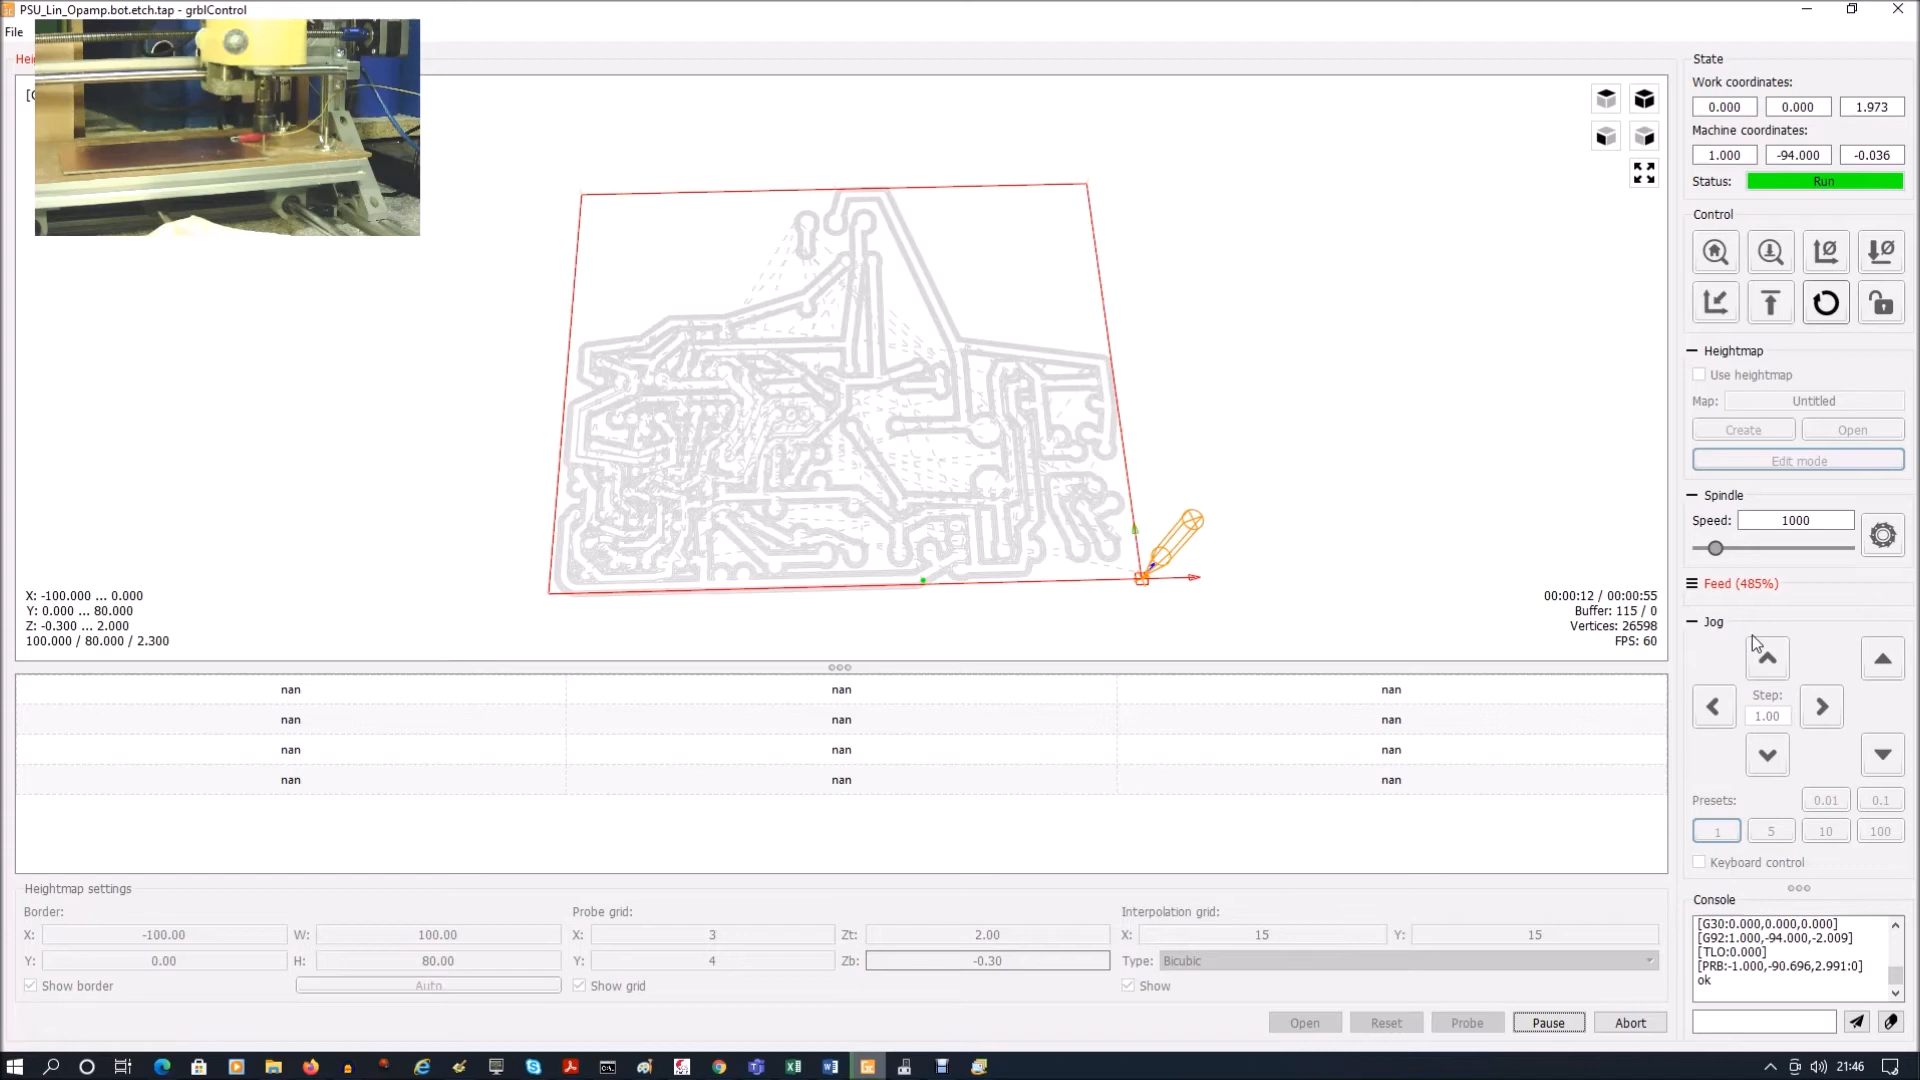 PSU_Lin_Opamp.bot.etch.tap - grblControl
File
State
Work coordinates:
0.000 0.000 1.973
Machine coordinates:
1.000 -94.000 -0.036
Status: Run
Control
Heightmap
Use heightmap
Map: Untitled
Create Open
Edit mode
Spindle
Speed: 1000
Feed (485%)
Jog
Step:
1.00
Presets: 0.01 0.1
1 5 10 100
Keyboard control
Console
[G30:0.000,0.000,0.000]
[G92:1.000,-94.000,-2.009]
[TLO:0.000]
[PRB:-1.000,-90.696,2.991:0]
ok
X: -100.000 ... 0.000
Y: 0.000 ... 80.000
Z: -0.300 ... 2.000
100.000 / 80.000 / 2.300
00:00:12 / 00:00:55
Buffer: 115 / 0
Vertices: 26598
FPS: 60
nan nan nan
nan nan nan
nan nan nan
nan nan nan
Heightmap settings
Border: Probe grid: Interpolation grid:
X: -100.00 W: 100.00 X: 3 Zt: 2.00 X: 15 Y: 15
Y: 0.00 H: 80.00 Y: 4 Zb: -0.30 Type: Bicubic
Show border Auto Show grid Show
Open Reset Probe Pause Abort
21:46